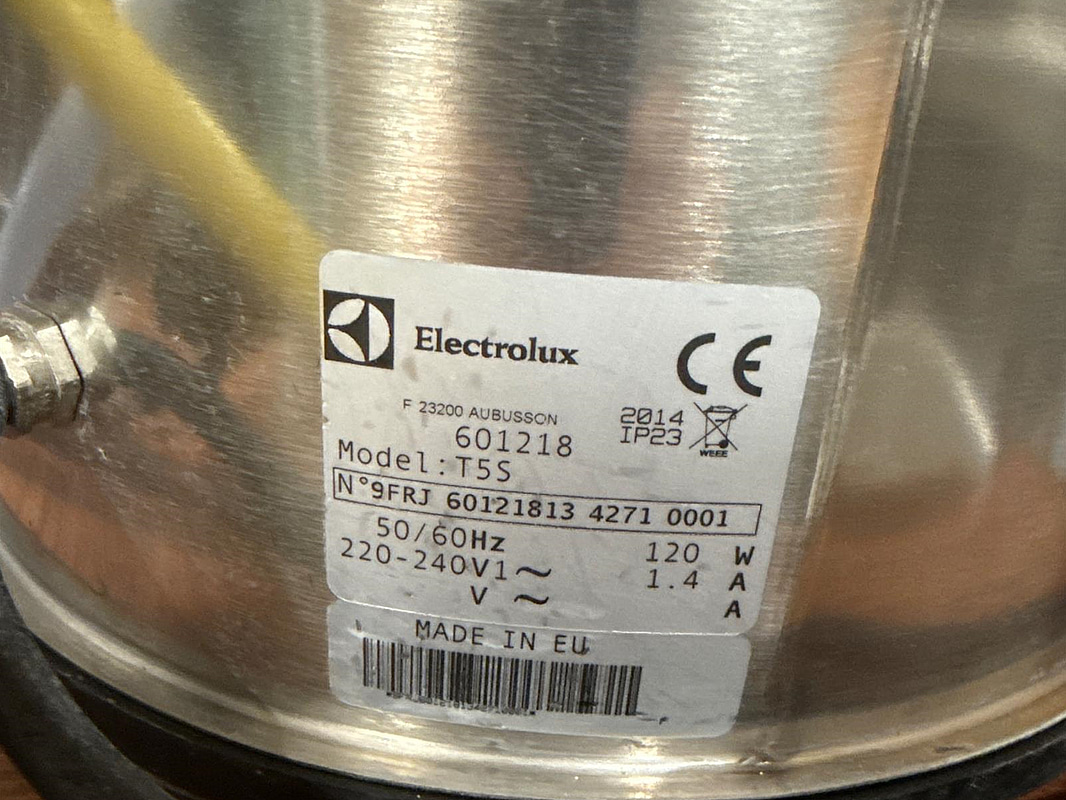 Electrolux
CE
F 23200 AUBUSSON
2014
601218
IP23
WEEE
Model:T5S
N°9FRJ 60121813 4271 0001
50/60Hz 120 W
220-240V1~ 1.4 A
V ~ A
MADE IN EU